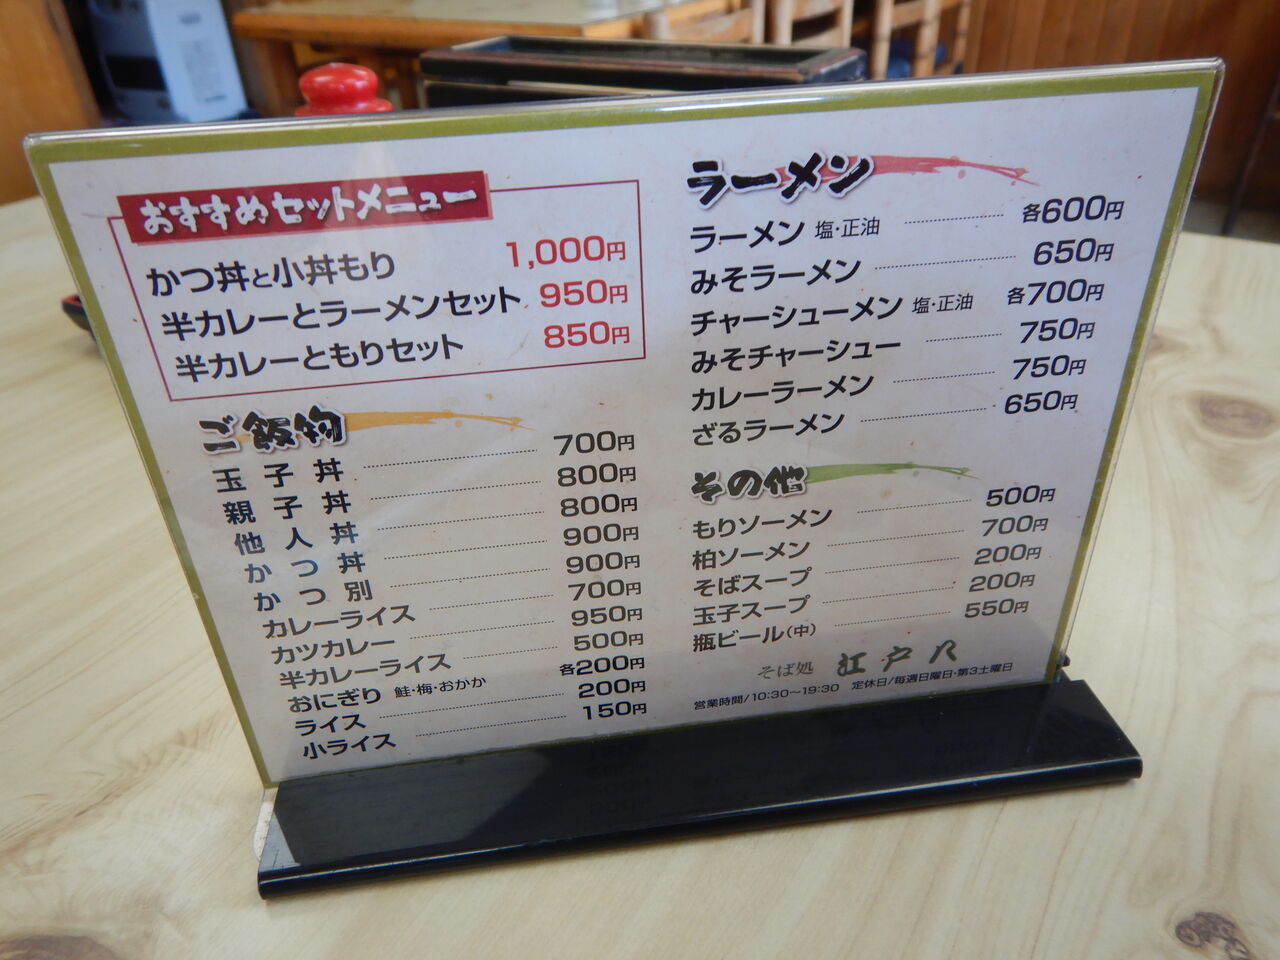 おすすめセットメニュー
かつ丼と小丼もり 1,000円
半カレーとラーメンセット 950円
半カレーともりセット 850円
ご飯物
玉子丼 700円
親子丼 800円
他人丼 800円
かつ丼 900円
かつ別 900円
カレーライス 700円
カツカレー 950円
半カレーライス 500円
おにぎり 鮭・梅・おかか 各200円
ライス 200円
小ライス 150円
ラーメン
ラーメン 塩・正油 各600円
みそラーメン 650円
チャーシューメン 塩・正油 各700円
みそチャーシュー 750円
カレーラーメン 750円
ざるラーメン 650円
その他
もりソーメン 500円
柏ソーメン 700円
そばスープ 200円
玉子スープ 200円
瓶ビール(中) 550円
そば処 江戸八
営業時間/10:30〜19:30 定休日/毎週日曜日・第3土曜日